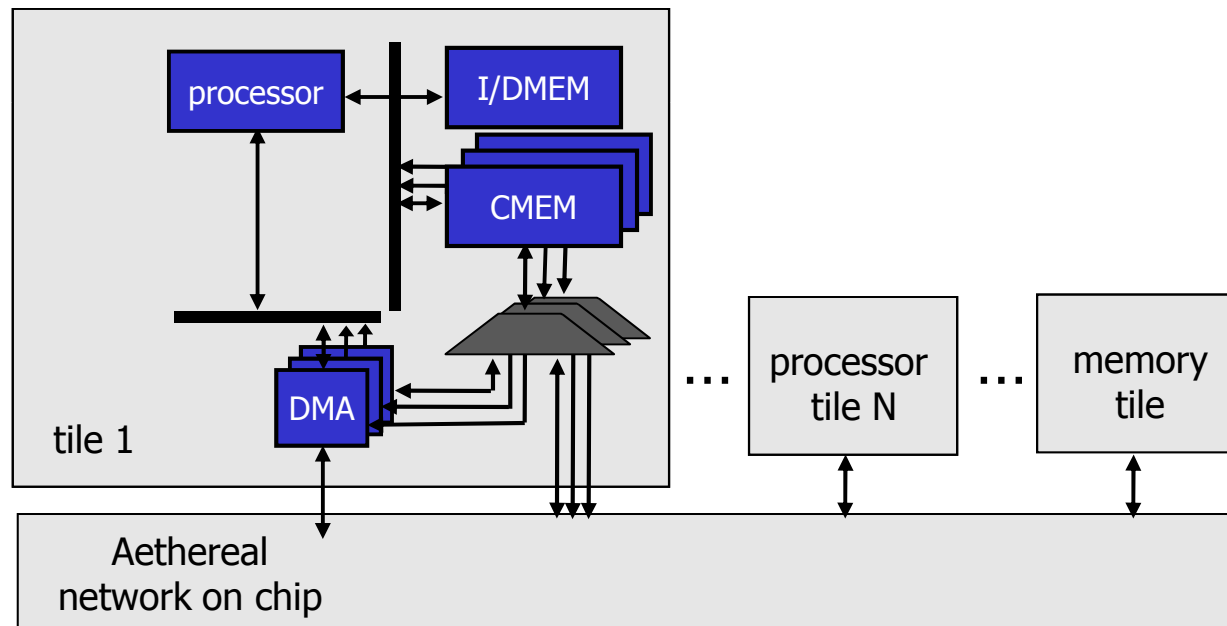 processor
I/DMEM
CMEM
DMA
tile 1
...
processor
tile N
...
memory
tile
Aethereal
network on chip